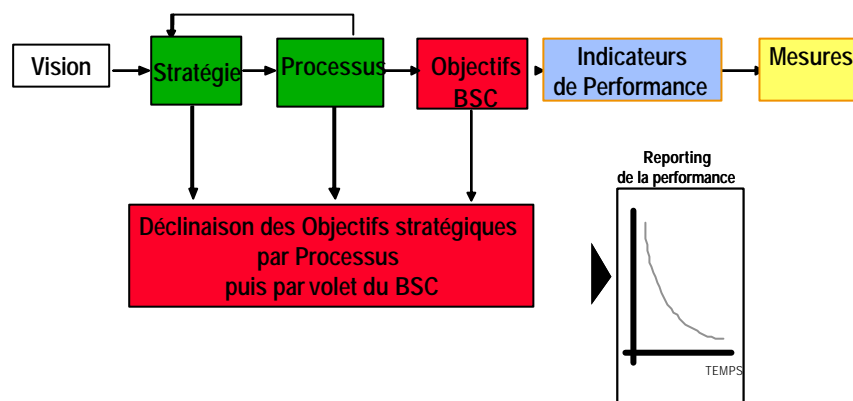 Vision
Stratégie
Processus
Objectifs
BSC
Indicateurs
de Performance
Mesures
Déclinaison des Objectifs stratégiques
par Processus
puis par volet du BSC
Reporting
de la performance
TEMPS